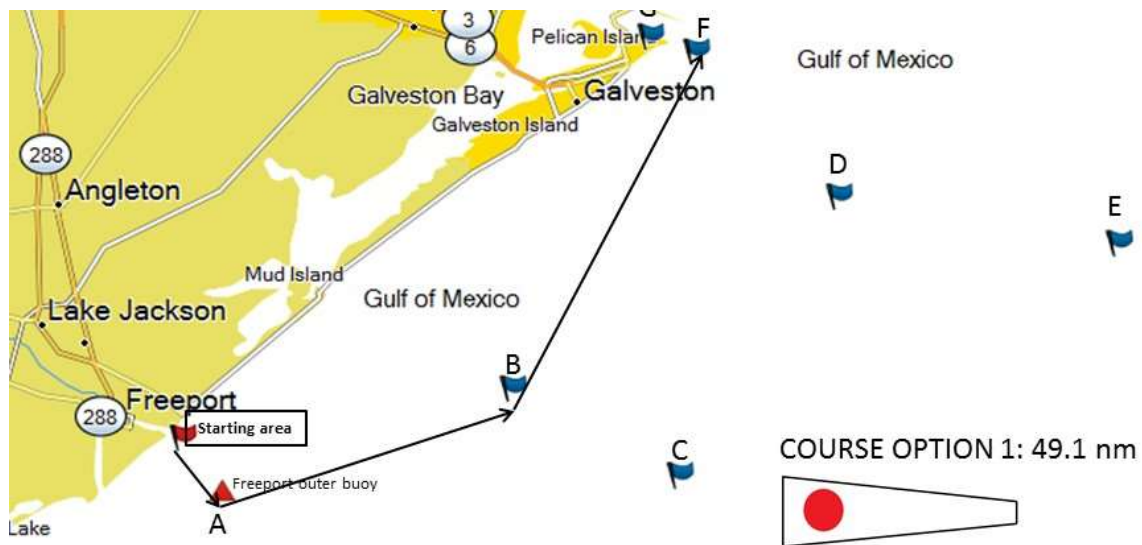 3
6
G
F
Pelican Island
Gulf of Mexico
Galveston Bay
Galveston
Galveston Island
288
D
Angleton
E
Mud Island
Gulf of Mexico
Lake Jackson
B
Freeport
288
Starting area
C
COURSE OPTION 1: 49.1 nm
Freeport outer buoy
A
Lake